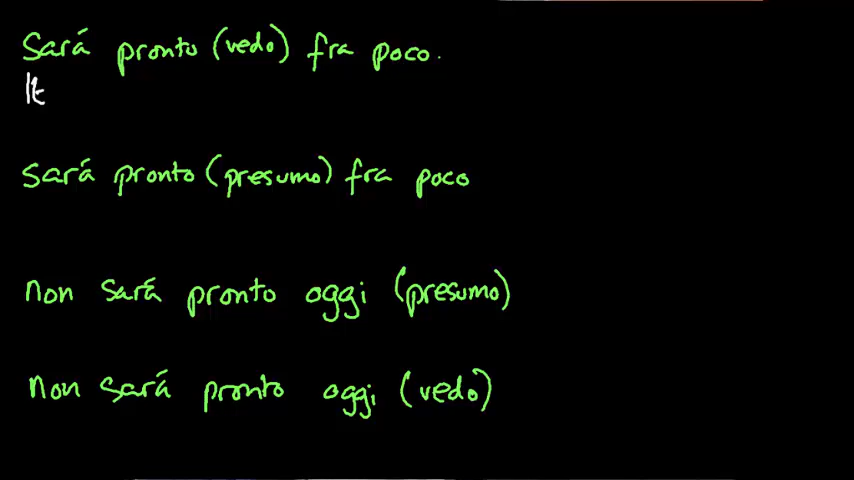 Sará pronto (vedo) fra poco.
It
Sará pronto (presumo) fra poco
Non sará pronto oggi (presumo)
Non sará pronto oggi (vedo)